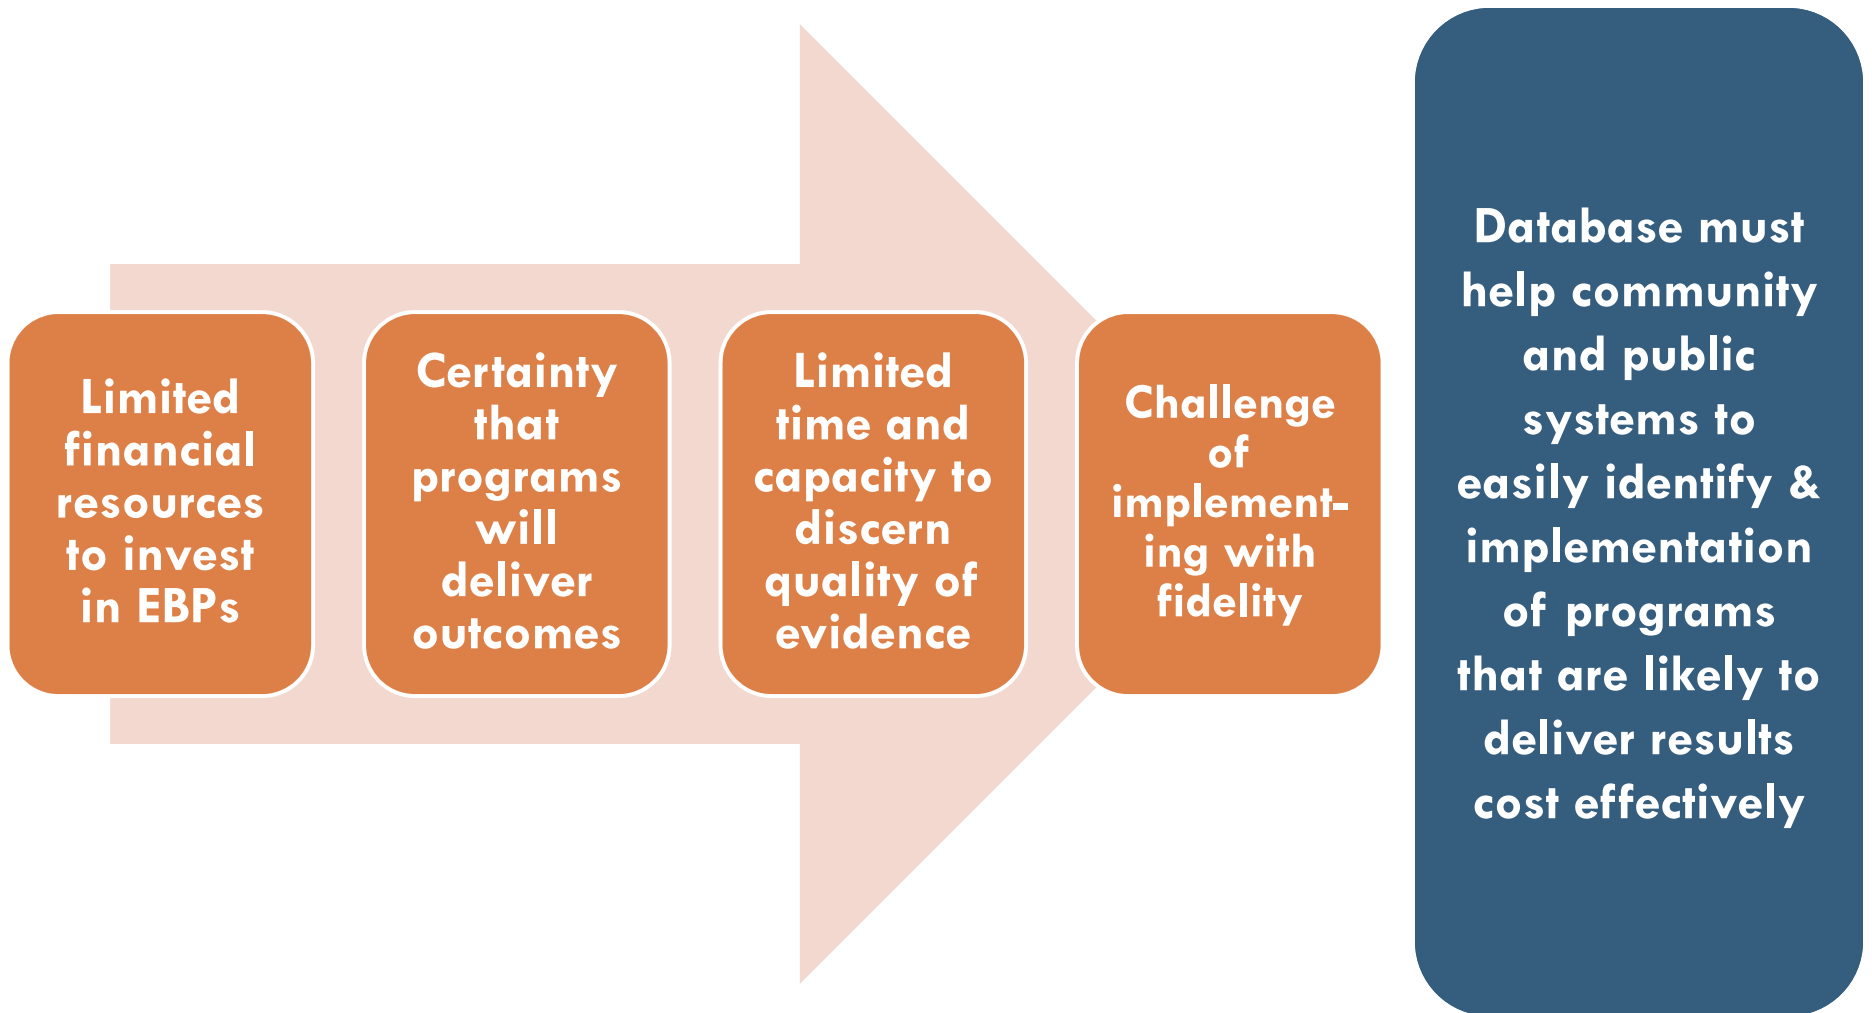 Limited
financial
resources
to invest
in EBPs
Certainty
that
programs
will
deliver
outcomes
Limited
time and
capacity to
discern
quality of
evidence
Challenge
of
implement-
ing with
fidelity
Database must
help community
and public
systems to
easily identify &
implementation
of programs
that are likely to
deliver results
cost effectively